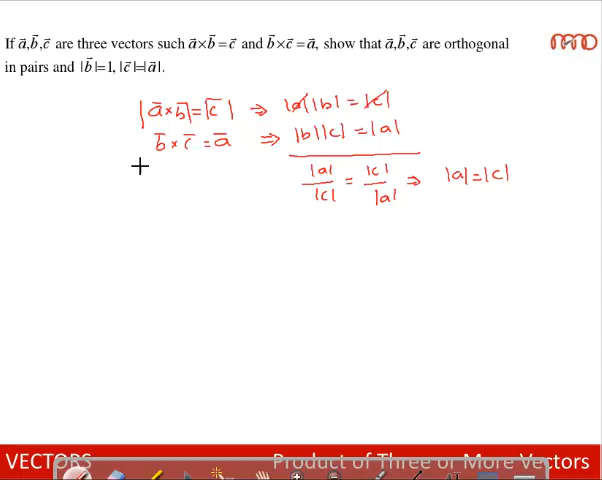 If a⃗,b⃗,c⃗ are three vectors such a⃗×b⃗=c⃗ and b⃗×c⃗=a⃗, show that a⃗,b⃗,c⃗ are orthogonal
in pairs and |b⃗|=1,|c⃗|=|a⃗|.
|a̅×b̅|=|c̅| ⇒ |a||b|=|c|
b̅×c̅=a̅ ⇒ |b||c|=|a|
|a|/|c| = |c|/|a| ⇒ |a|=|c|
VECTORS Product of Three or More Vectors